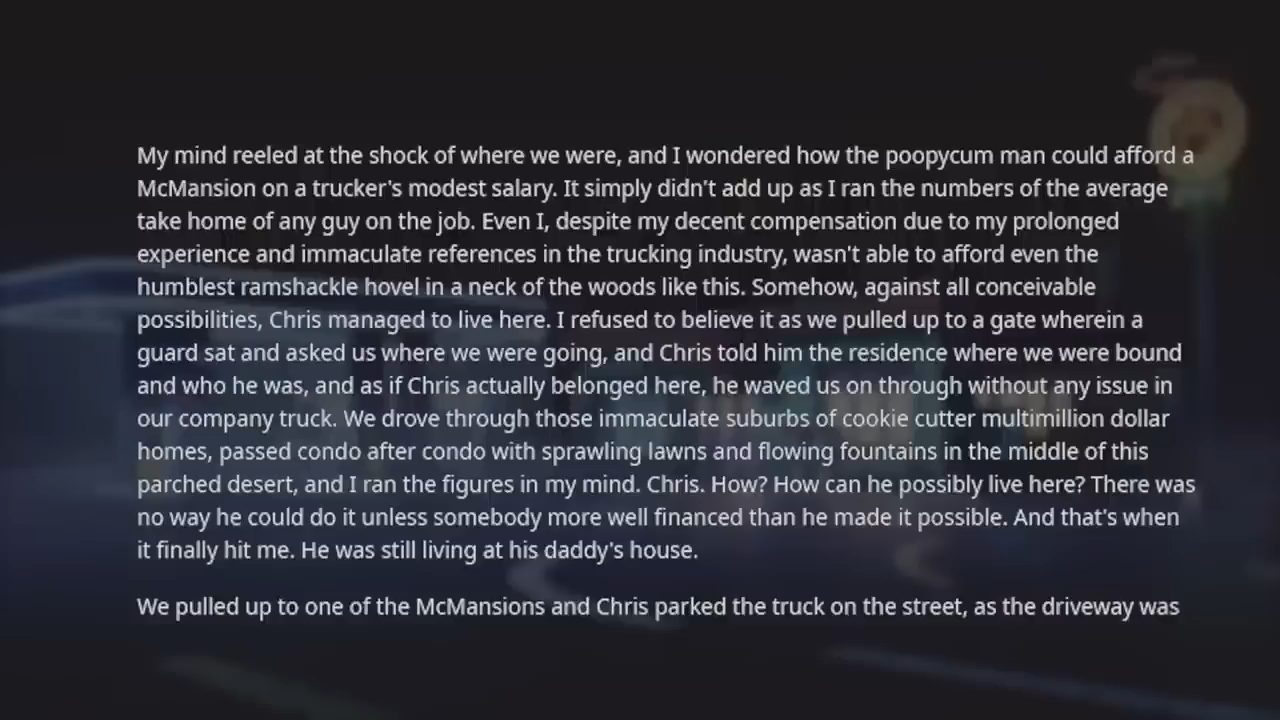 My mind reeled at the shock of where we were, and I wondered how the poopycum man could afford a
McMansion on a trucker's modest salary. It simply didn't add up as I ran the numbers of the average
take home of any guy on the job. Even I, despite my decent compensation due to my prolonged
experience and immaculate references in the trucking industry, wasn't able to afford even the
humblest ramshackle hovel in a neck of the woods like this. Somehow, against all conceivable
possibilities, Chris managed to live here. I refused to believe it as we pulled up to a gate wherein a
guard sat and asked us where we were going, and Chris told him the residence where we were bound
and who he was, and as if Chris actually belonged here, he waved us on through without any issue in
our company truck. We drove through those immaculate suburbs of cookie cutter multimillion dollar
homes, passed condo after condo with sprawling lawns and flowing fountains in the middle of this
parched desert, and I ran the figures in my mind. Chris. How? How can he possibly live here? There was
no way he could do it unless somebody more well financed than he made it possible. And that's when
it finally hit me. He was still living at his daddy's house.
We pulled up to one of the McMansions and Chris parked the truck on the street, as the driveway was